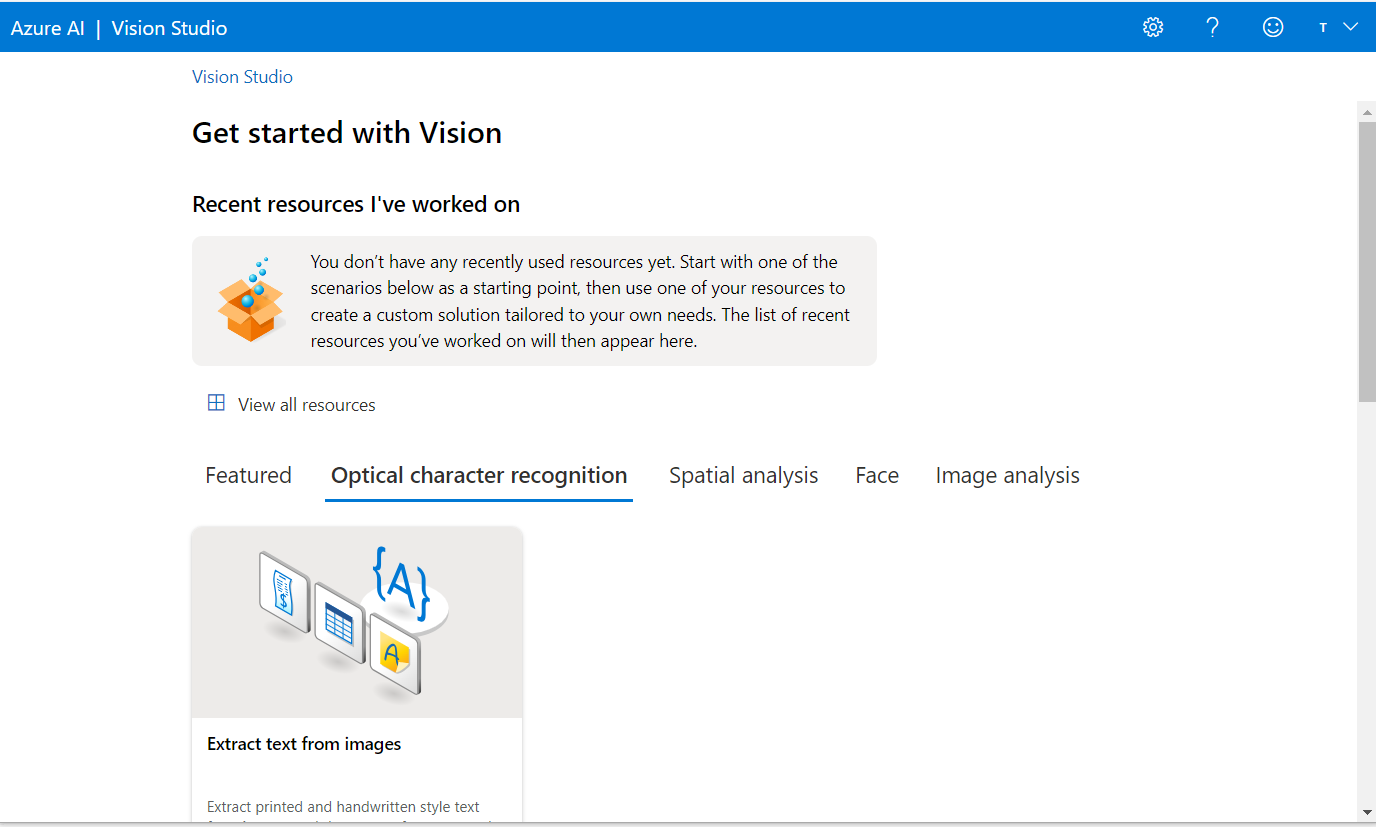 Azure AI | Vision Studio
T
Vision Studio
Get started with Vision
Recent resources I've worked on
You don’t have any recently used resources yet. Start with one of the
scenarios below as a starting point, then use one of your resources to
create a custom solution tailored to your own needs. The list of recent
resources you’ve worked on will then appear here.
View all resources
Featured Optical character recognition Spatial analysis Face Image analysis
{A}
$
A
Extract text from images
Extract printed and handwritten style text